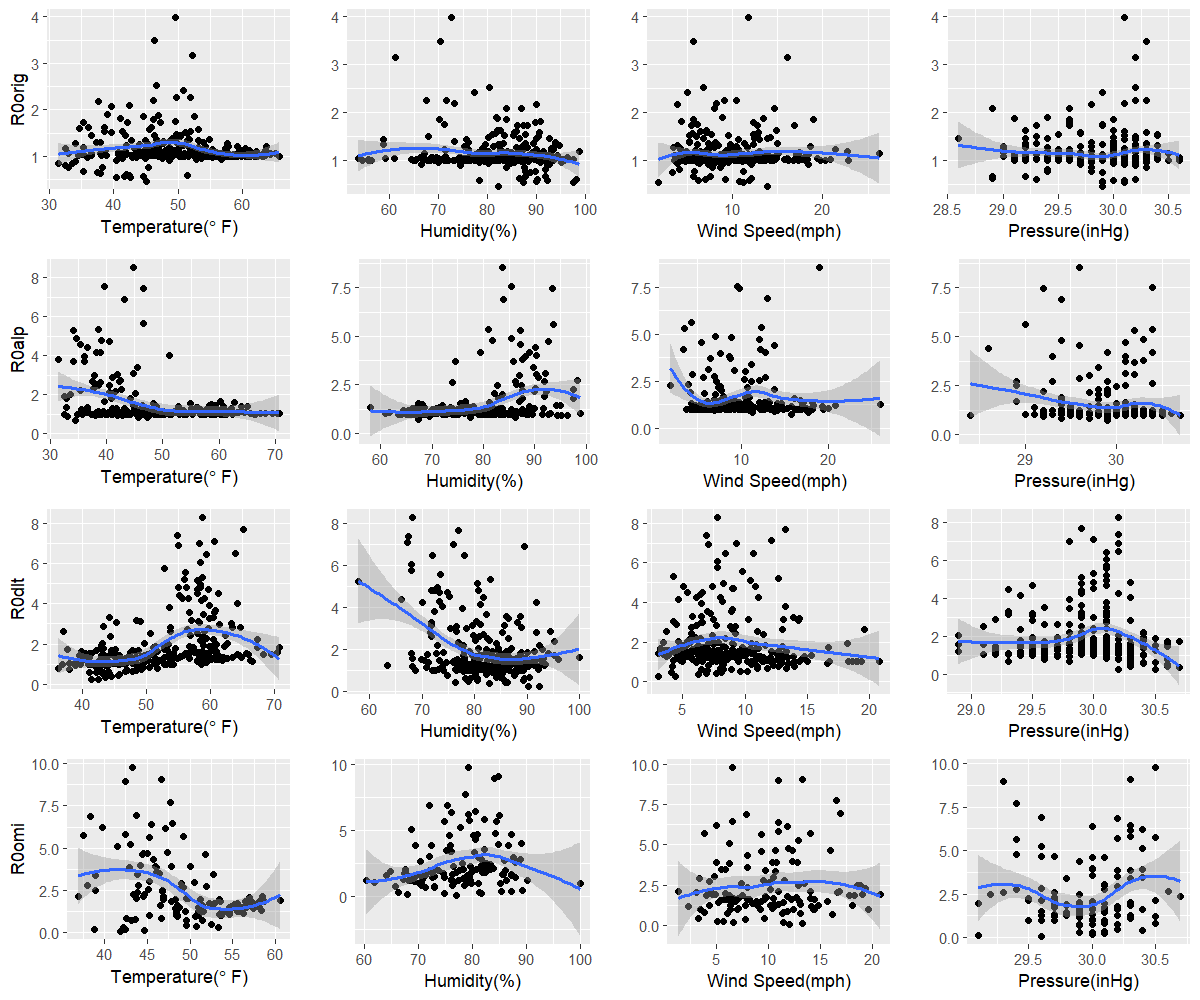 4 3 2 1 R0orig 30 40 50 60 Temperature(° F)
4 3 2 1 60 70 80 90 100 Humidity(%)
4 3 2 1 10 20 Wind Speed(mph)
4 3 2 1 28.5 29.0 29.5 30.0 30.5 Pressure(inHg)
8 6 4 2 0 R0alp 30 40 50 60 70 Temperature(° F)
7.5 5.0 2.5 0.0 60 70 80 90 100 Humidity(%)
7.5 5.0 2.5 0.0 10 20 Wind Speed(mph)
7.5 5.0 2.5 0.0 29 30 Pressure(inHg)
8 6 4 2 0 R0dlt 40 50 60 70 Temperature(° F)
8 6 4 2 0 60 70 80 90 100 Humidity(%)
8 6 4 2 0 5 10 15 20 Wind Speed(mph)
8 6 4 2 0 29.0 29.5 30.0 30.5 Pressure(inHg)
10.0 7.5 5.0 2.5 0.0 R0omi 40 45 50 55 60 Temperature(° F)
10 5 0 60 70 80 90 100 Humidity(%)
10.0 7.5 5.0 2.5 0.0 5 10 15 20 Wind Speed(mph)
10.0 7.5 5.0 2.5 0.0 29.5 30.0 30.5 Pressure(inHg)